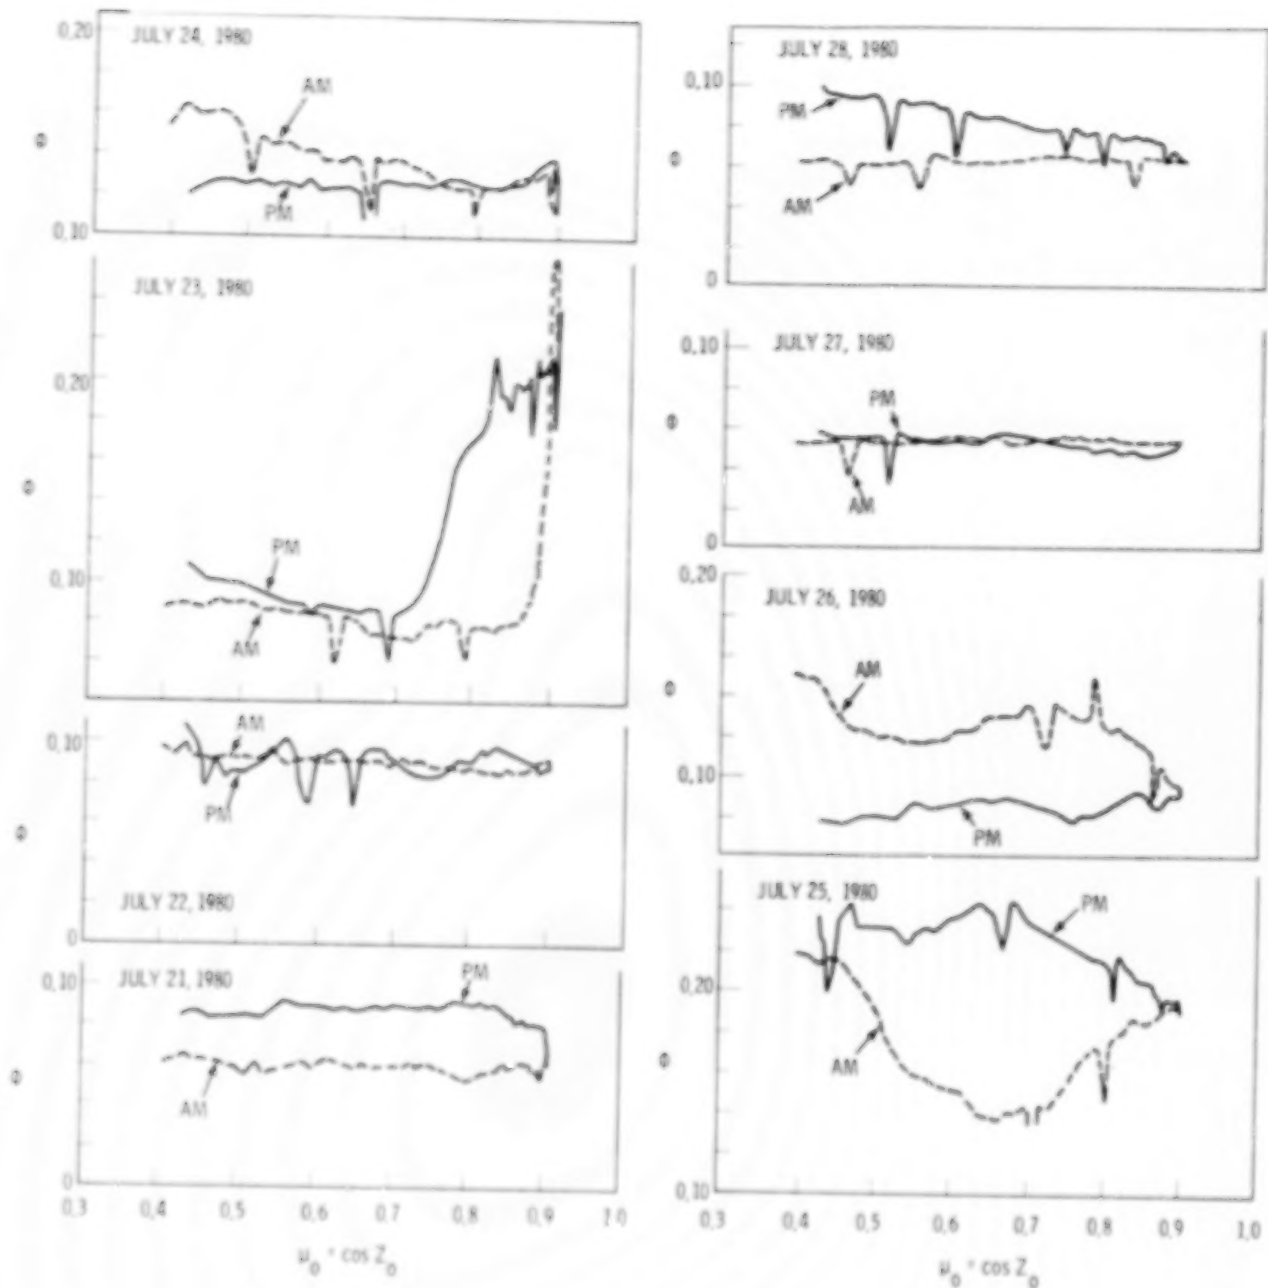 JULY 24, 1980
0,20
AM
Θ
PM
0,10
JULY 23, 1980
0,20
Θ
PM
0,10
AM
0,10
AM
PM
Θ
JULY 22, 1980
0
0,10
JULY 21, 1980
PM
Θ
AM
0
0,3 0,4 0,5 0,6 0,7 0,8 0,9 1,0
μ₀ = cos Z₀
JULY 28, 1980
0,10
PM
Θ
AM
0
0,10
JULY 27, 1980
PM
Θ
AM
0
0,20
JULY 26, 1980
AM
Θ
0,10
PM
JULY 25, 1980
PM
0,20
Θ
AM
0,10
0,3 0,4 0,5 0,6 0,7 0,8 0,9 1,0
μ₀ = cos Z₀